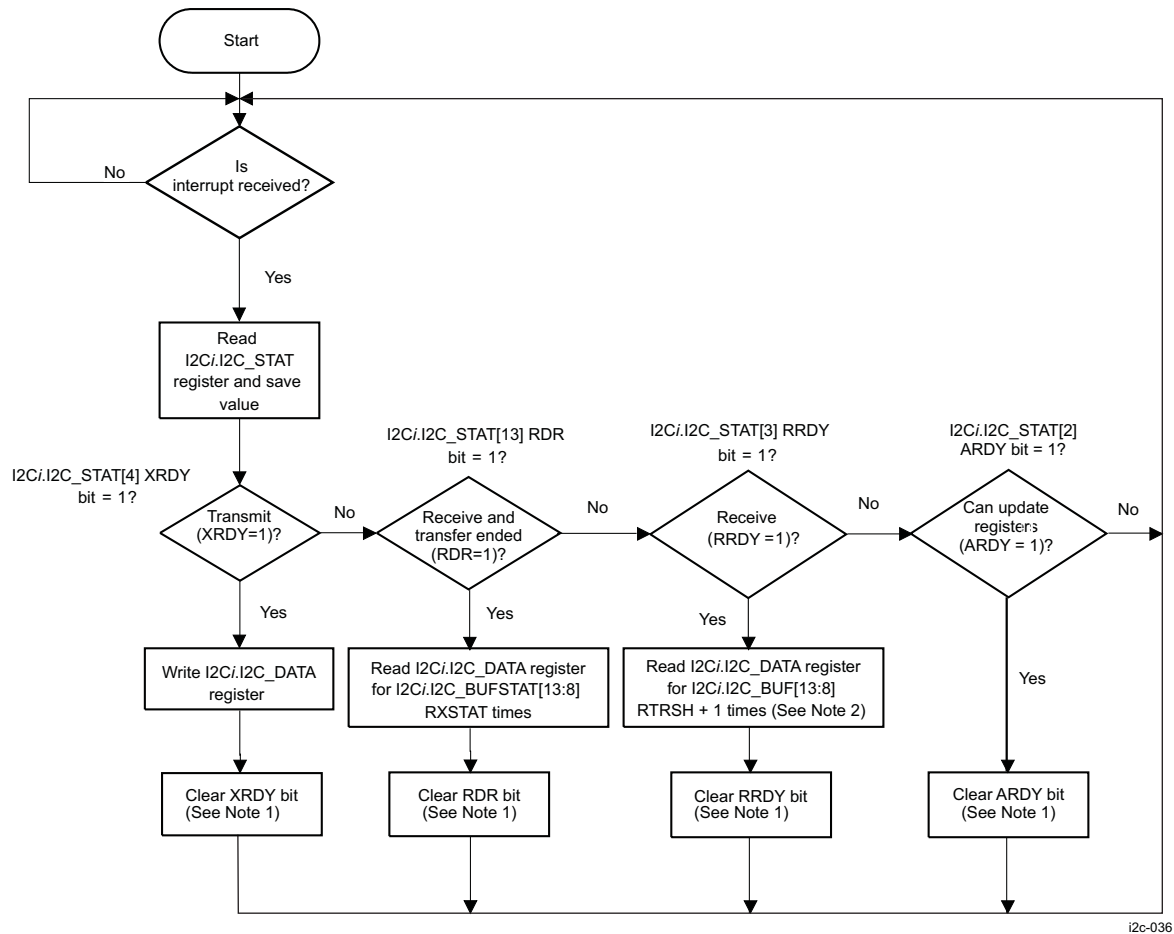 Start
Is
interrupt received?
No
Yes
Read
I2Ci.I2C_STAT
register and save
value
I2Ci.I2C_STAT[4] XRDY
bit = 1?
Transmit
(XRDY=1)?
No
Yes
I2Ci.I2C_STAT[13] RDR
bit = 1?
Receive and
transfer ended
(RDR=1)?
No
Yes
I2Ci.I2C_STAT[3] RRDY
bit = 1?
Receive
(RRDY =1)?
No
Yes
I2Ci.I2C_STAT[2]
ARDY bit = 1?
Can update
registers
(ARDY = 1)?
No
Yes
Write I2Ci.I2C_DATA
register
Read I2Ci.I2C_DATA register
for I2Ci.I2C_BUFSTAT[13:8]
RXSTAT times
Read I2Ci.I2C_DATA register
for I2Ci.I2C_BUF[13:8]
RTRSH + 1 times (See Note 2)
Clear XRDY bit
(See Note 1)
Clear RDR bit
(See Note 1)
Clear RRDY bit
(See Note 1)
Clear ARDY bit
(See Note 1)
i2c-036